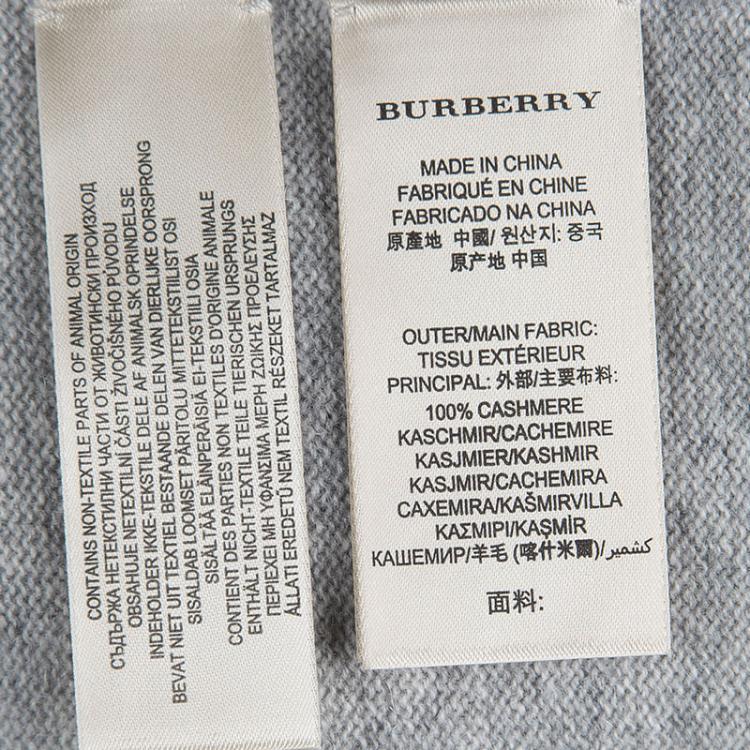 CONTAINS NON-TEXTILE PARTS OF ANIMAL ORIGIN
СЪДЪРЖА НЕТЕКСТИЛНИ ЧАСТИ ОТ ЖИВОТИНСКИ ПРОИЗХОД
OBSAHUJE NETEXTILNÍ ČÁSTI ŽIVOČIŠNÉHO PŮVODU
INDEHOLDER IKKE-TEKSTILE DELE AF ANIMALSK OPRINDELSE
BEVAT NIET UIT TEXTIEL BESTAANDE DELEN VAN DIERLIJKE OORSPRONG
SISALDAB LOOMSET PÄRITOLU MITTETEKSTIILIST OSI
SISÄLTÄÄ ELÄINPERÄISIÄ EI-TEKSTIILI OSIA
CONTIENT DES PARTIES NON TEXTILES D'ORIGINE ANIMALE
ENTHÄLT NICHT-TEXTILE TEILE TIERISCHEN URSPRUNGS
ΠΕΡΙΕΧΕΙ ΜΗ ΥΦΑΝΣΙΜΑ ΜΕΡΗ ΖΩΙΚΗΣ ΠΡΟΕΛΕΥΣΗΣ
ÁLLATI EREDETŰ NEM TEXTIL RÉSZEKET TARTALMAZ
BURBERRY
MADE IN CHINA
FABRIQUÉ EN CHINE
FABRICADO NA CHINA
原產地 中國/ 원산지: 중국
原产地 中国
OUTER/MAIN FABRIC:
TISSU EXTÉRIEUR
PRINCIPAL: 外部/主要布料:
100% CASHMERE
KASCHMIR/CACHEMIRE
KASJMIER/KASHMIR
KASJMIR/CACHEMIRA
CAXEMIRA/KAŠMIRVILLA
ΚΑΣΜΙΡΙ/KAŞMİR
КАШЕМИР/羊毛 (喀什米爾)/كشمير
面料: